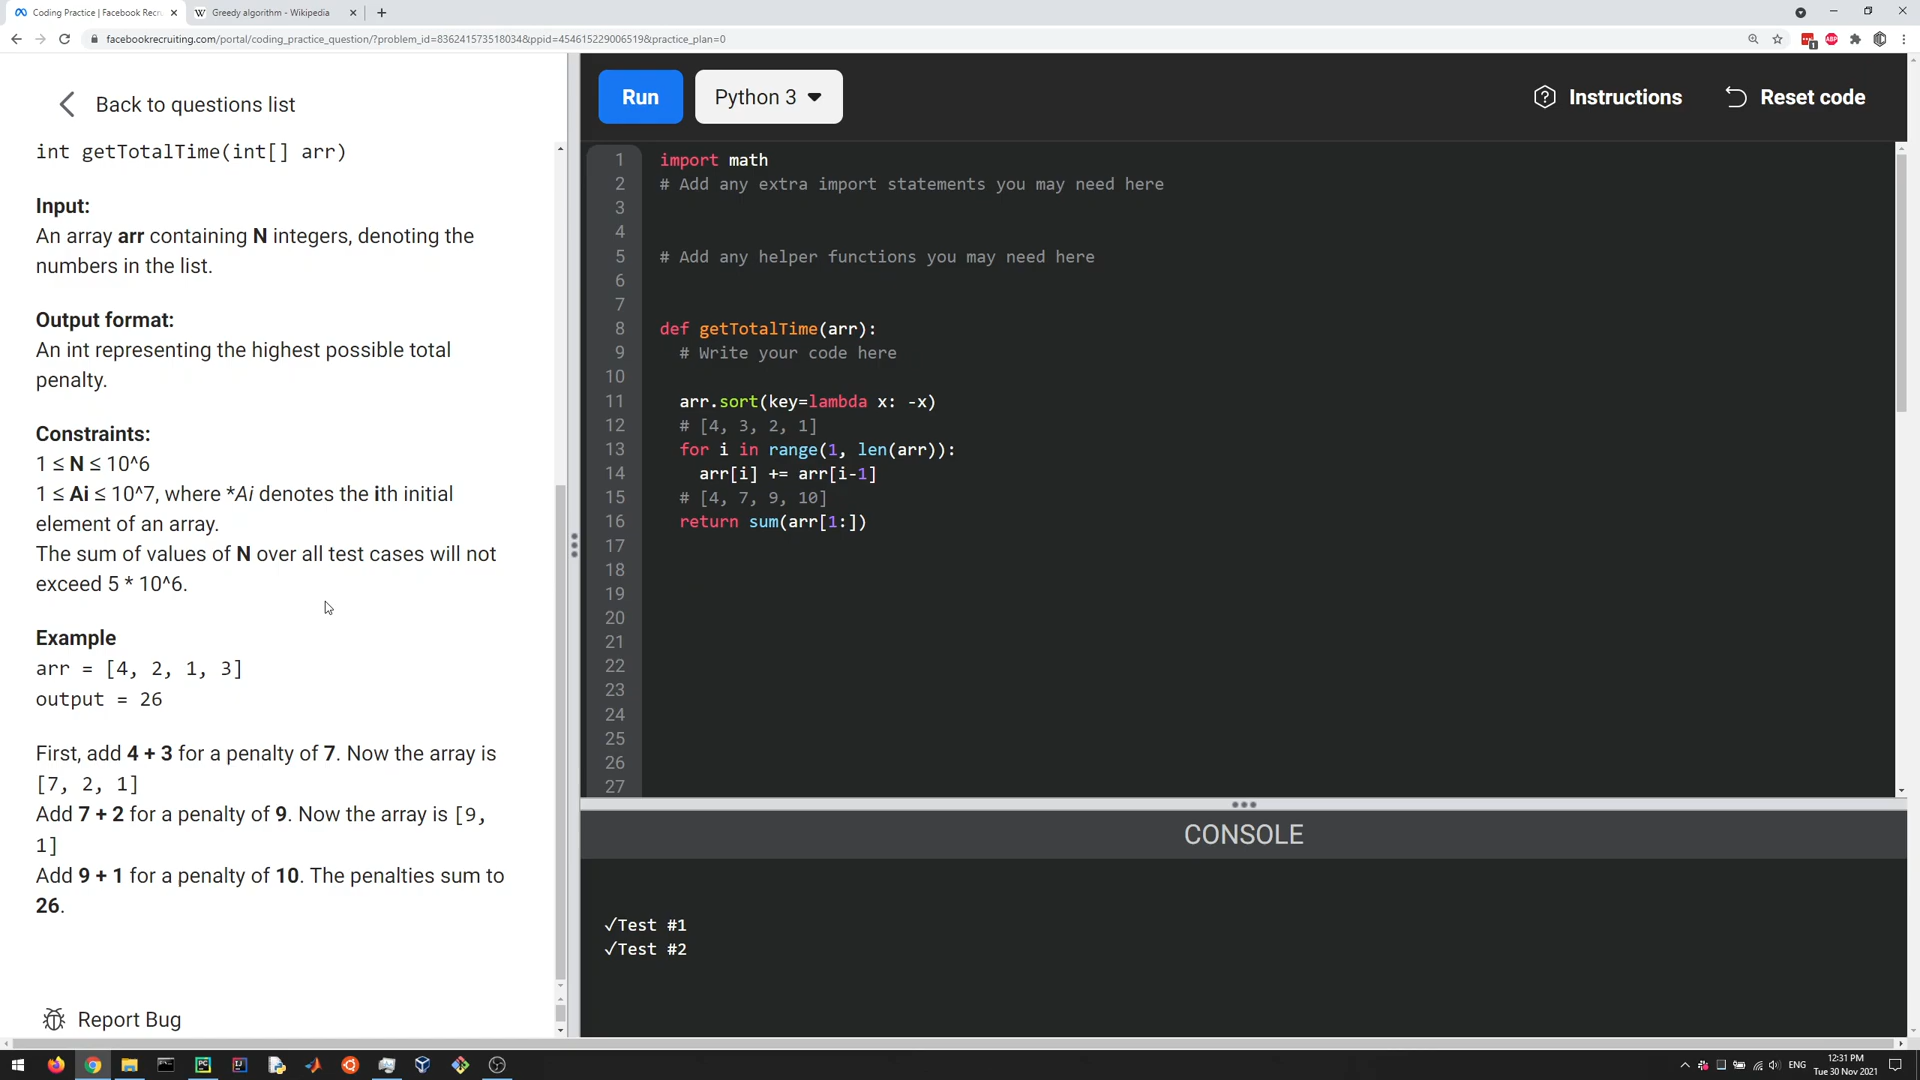 Coding Practice | Facebook Recru
Greedy algorithm - Wikipedia
facebookrecruiting.com/portal/coding_practice_question/?problem_id=836241573518034&ppid=454615229006519&practice_plan=0
1
ABP
Back to questions list
int getTotalTime(int[] arr)
Input:
An array arr containing N integers, denoting the
numbers in the list.
Output format:
An int representing the highest possible total
penalty.
Constraints:
1 ≤ N ≤ 10^6
1 ≤ Ai ≤ 10^7, where *Ai denotes the ith initial
element of an array.
The sum of values of N over all test cases will not
exceed 5 * 10^6.
Example
arr = [4, 2, 1, 3]
output = 26
First, add 4 + 3 for a penalty of 7. Now the array is
[7, 2, 1]
Add 7 + 2 for a penalty of 9. Now the array is [9,
1]
Add 9 + 1 for a penalty of 10. The penalties sum to
26.
Report Bug
Run
Python 3
Instructions
Reset code
1 import math
2 # Add any extra import statements you may need here
3
4
5 # Add any helper functions you may need here
6
7
8 def getTotalTime(arr):
9 # Write your code here
10
11 arr.sort(key=lambda x: -x)
12 # [4, 3, 2, 1]
13 for i in range(1, len(arr)):
14 arr[i] += arr[i-1]
15 # [4, 7, 9, 10]
16 return sum(arr[1:])
17
18
19
20
21
22
23
24
25
26
27
CONSOLE
√Test #1
√Test #2
PC
IJ
ENG
12:31 PM
Tue 30 Nov 2021